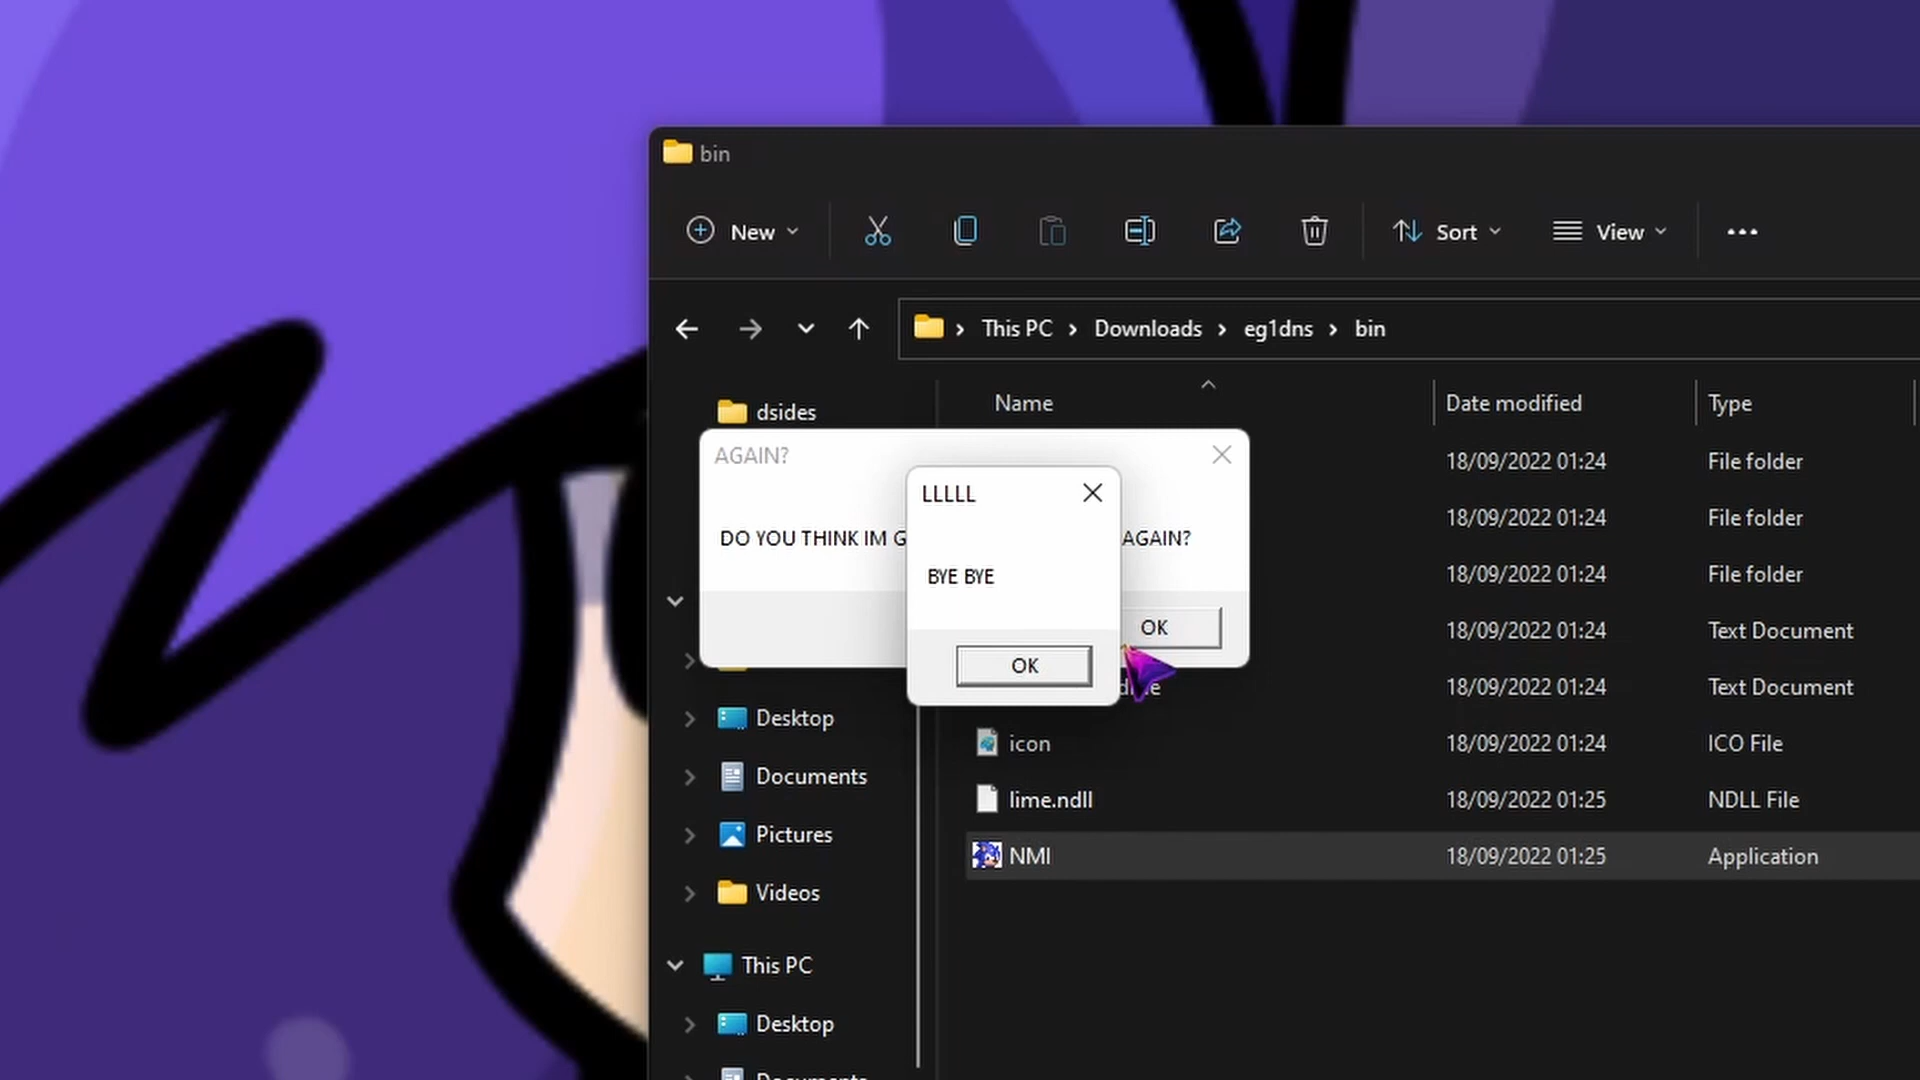 bin
New
Sort
View
This PC > Downloads > eg1dns > bin
Name
Date modified
Type
dsides
AGAIN?
LLLLL
DO YOU THINK IM G
AGAIN?
BYE BYE
OK
OK
18/09/2022 01:24
File folder
18/09/2022 01:24
File folder
18/09/2022 01:24
File folder
18/09/2022 01:24
Text Document
18/09/2022 01:24
Text Document
Desktop
icon
18/09/2022 01:24
ICO File
Documents
lime.ndll
18/09/2022 01:25
NDLL File
Pictures
NMI
18/09/2022 01:25
Application
Videos
This PC
Desktop
Documents